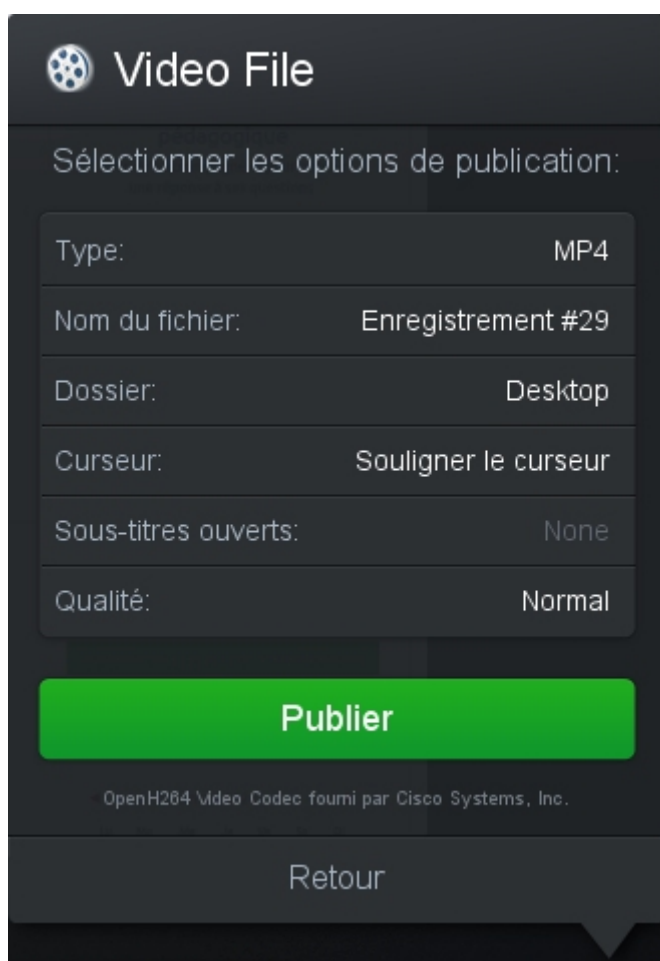 Video File
pédagogique
Sélectionner les options de publication:
Type: MP4
Nom du fichier: Enregistrement #29
Dossier: Desktop
Curseur: Souligner le curseur
Sous-titres ouverts: None
Qualité: Normal
Publier
OpenH264 Video Codec fourni par Cisco Systems, Inc.
Retour